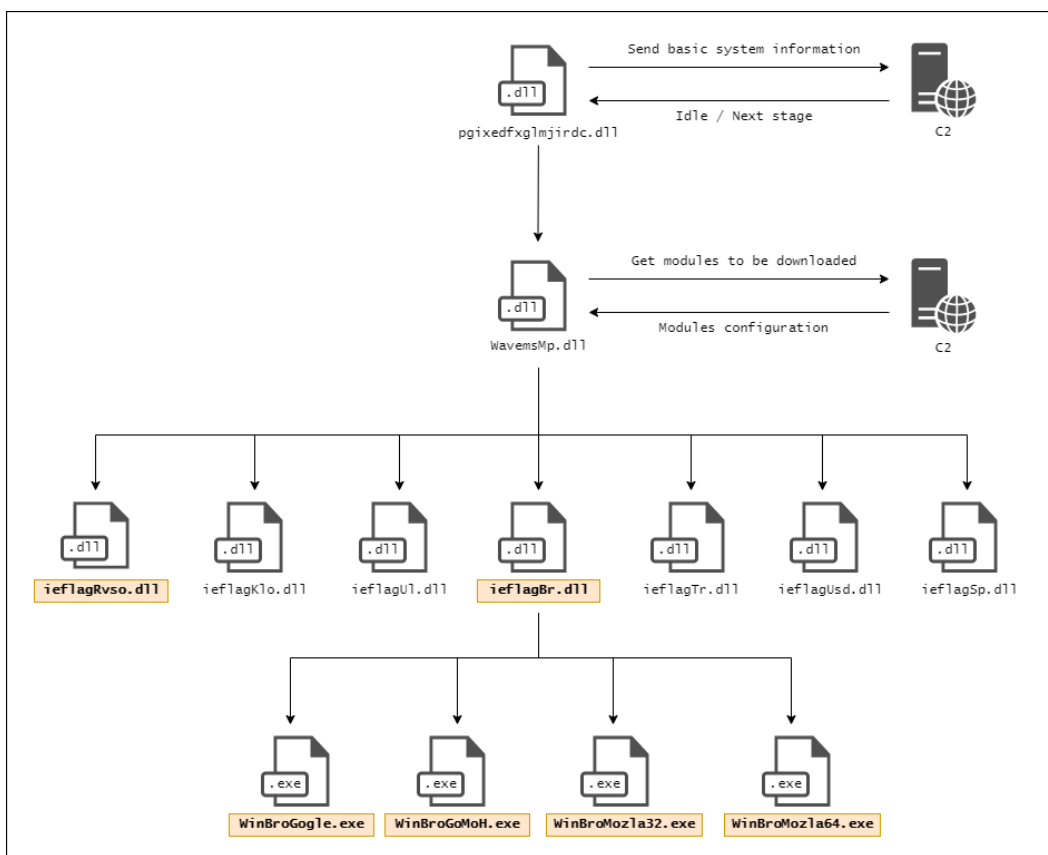 Send basic system information
.dll
Idle / Next stage
pgixedfxglmjirdc.dll
C2
Get modules to be downloaded
.dll
Modules configuration
WavemsMp.dll
C2
.dll
.dll
.dll
.dll
.dll
.dll
.dll
ieflagRvso.dll
ieflagKlo.dll
ieflagUl.dll
ieflagBr.dll
ieflagTr.dll
ieflagUsd.dll
ieflagSp.dll
.exe
.exe
.exe
.exe
WinBroGogle.exe
WinBroGoMoH.exe
WinBroMozla32.exe
WinBroMozla64.exe